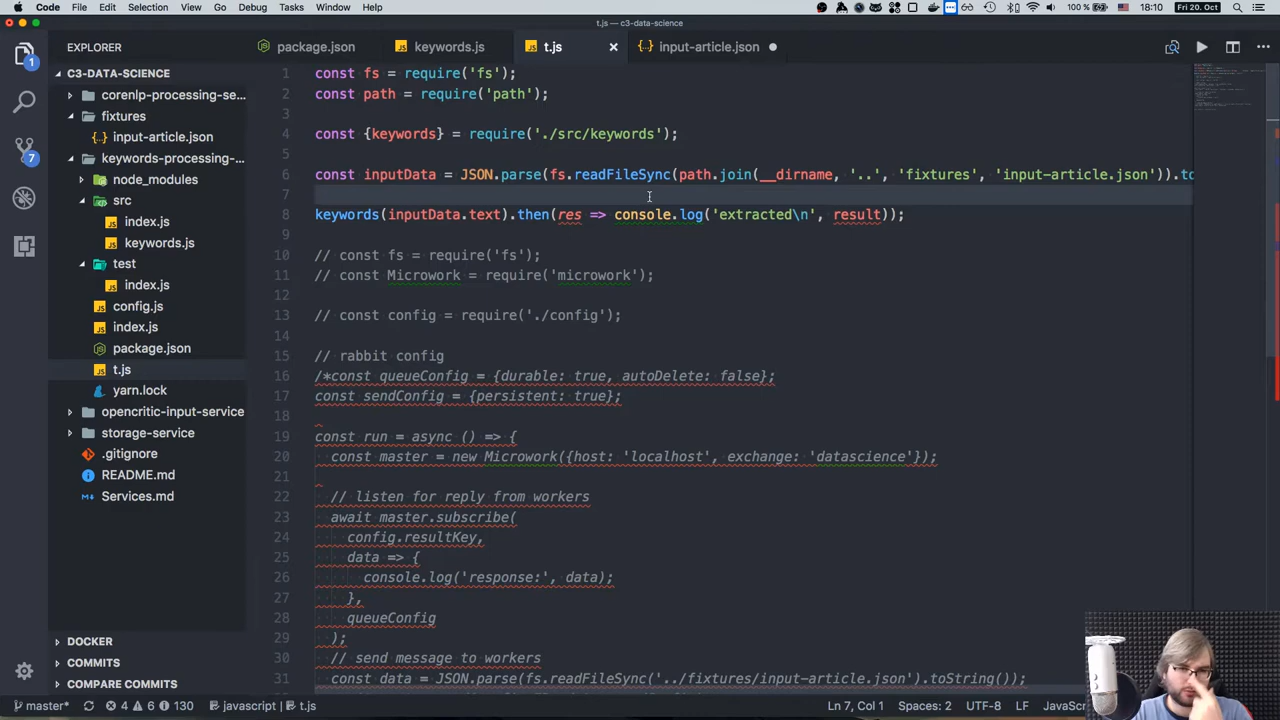 Code File Edit Selection View Go Debug Tasks Window Help 100 % 18:10 Fri 20. Oct
t.js — c3-data-science
EXPLORER
package.json keywords.js t.js input-article.json
C3-DATA-SCIENCE
corenlp-processing-se...
fixtures
input-article.json
keywords-processing-...
node_modules
src
index.js
keywords.js
test
index.js
config.js
index.js
package.json
t.js
yarn.lock
opencritic-input-service
storage-service
.gitignore
README.md
Services.md
DOCKER
COMMITS
COMPARE COMMITS
1
7
1 const fs = require('fs');
2 const path = require('path');
3
4 const {keywords} = require('./src/keywords');
5
6 const inputData = JSON.parse(fs.readFileSync(path.join(__dirname, '..', 'fixtures', 'input-article.json')).to
7
8 keywords(inputData.text).then(res => console.log('extracted\n', result));
9
10 // const fs = require('fs');
11 // const Microwork = require('microwork');
12
13 // const config = require('./config');
14
15 // rabbit config
16 /*const queueConfig = {durable: true, autoDelete: false};
17 const sendConfig = {persistent: true};
18
19 const run = async () => {
20 const master = new Microwork({host: 'localhost', exchange: 'datascience'});
21
22 // listen for reply from workers
23 await master.subscribe(
24 config.resultKey,
25 data => {
26 console.log('response:', data);
27 },
28 queueConfig
29 );
30 // send message to workers
31 const data = JSON.parse(fs.readFileSync('../fixtures/input-article.json').toString());
master* 4 6 130 javascript t.js Ln 7, Col 1 Spaces: 2 UTF-8 LF JavaSc